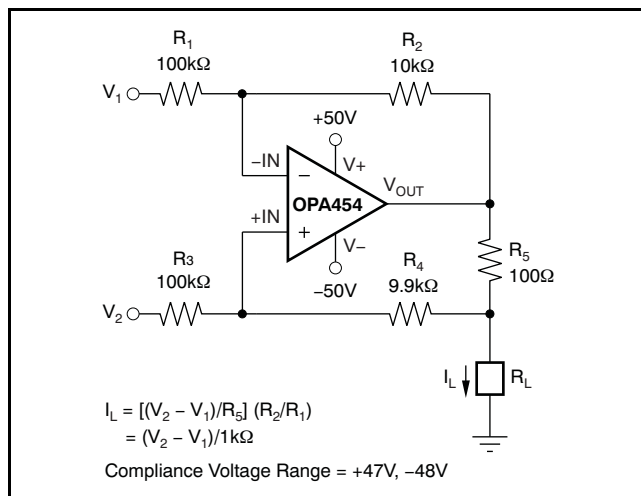 R1
100kΩ
R2
10kΩ
V1
+50V
−IN
V+
−
OPA454
VOUT
+IN
+
V−
−50V
R5
100Ω
R3
100kΩ
R4
9.9kΩ
V2
IL
RL
IL = [(V2 − V1)/R5] (R2/R1)
= (V2 − V1)/1kΩ
Compliance Voltage Range = +47V, −48V